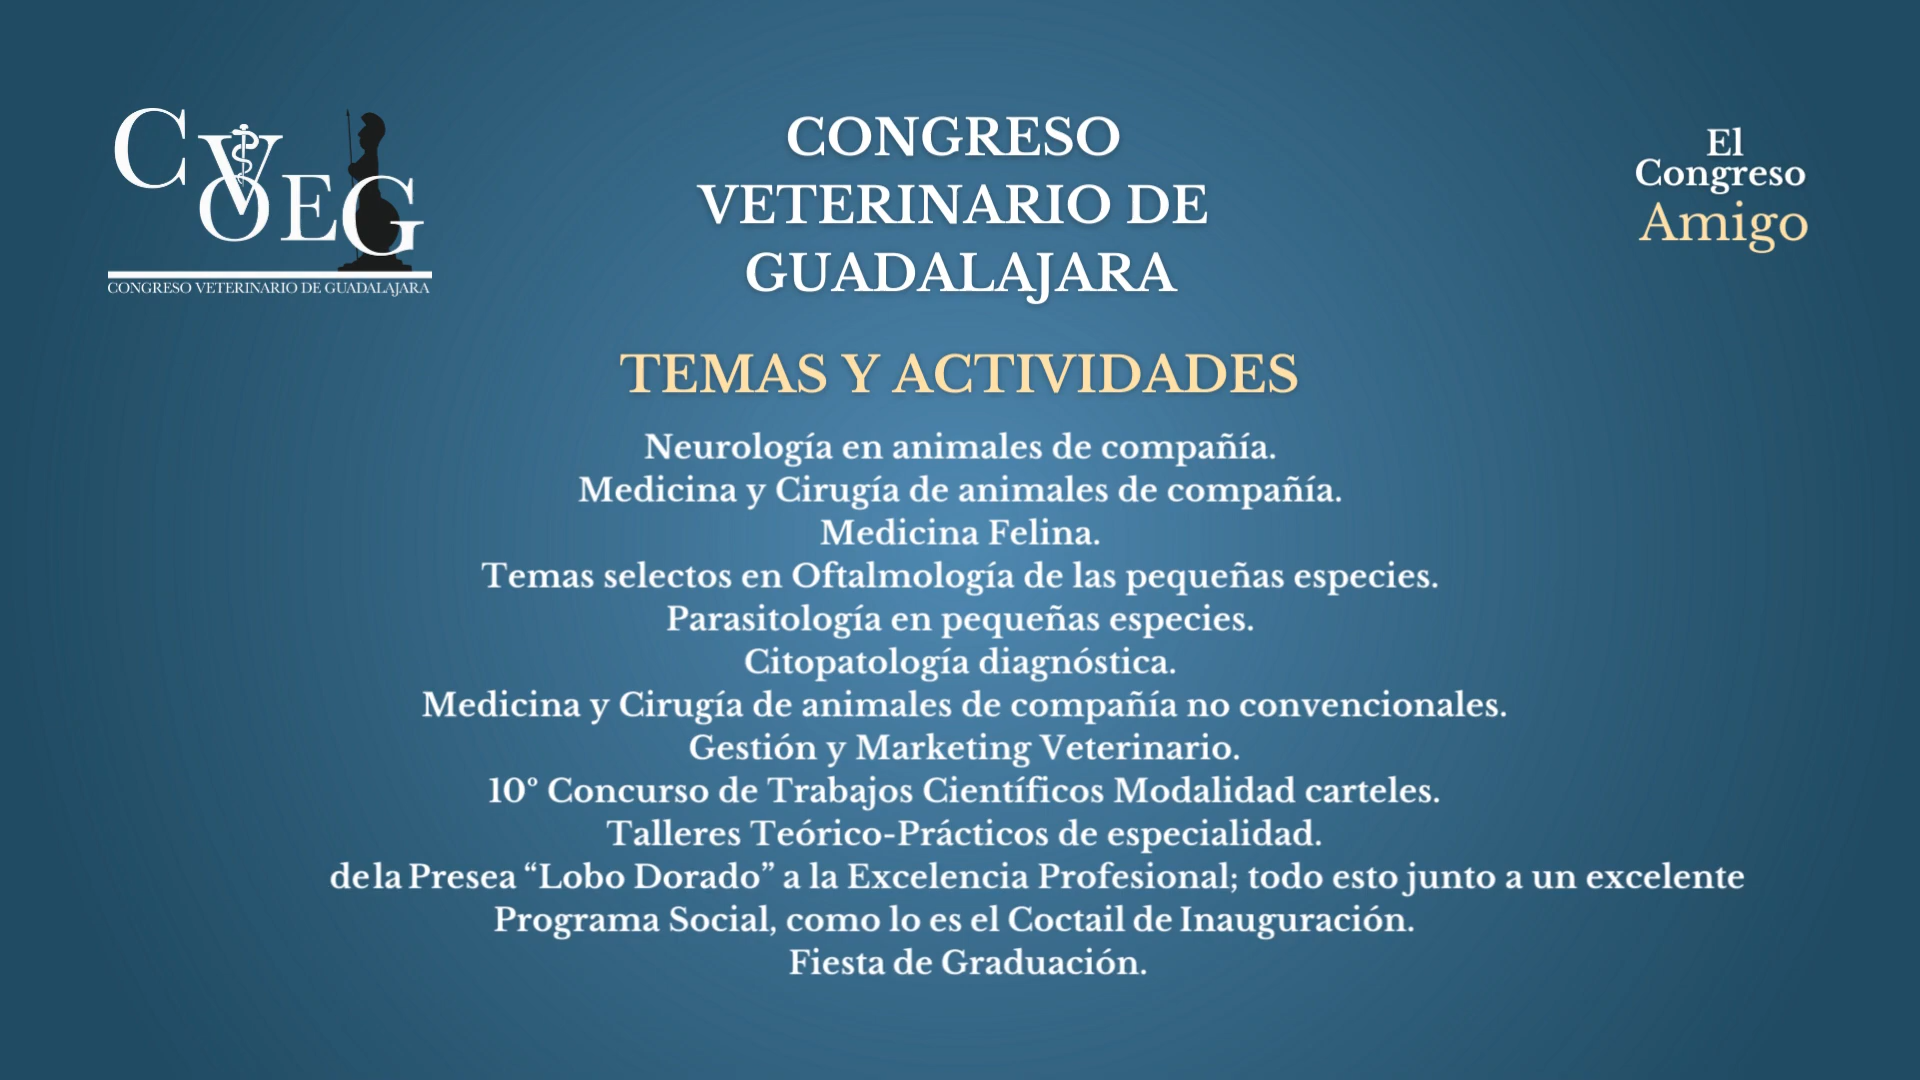 CVOEG
CONGRESO VETERINARIO DE GUADALAJARA
CONGRESO
VETERINARIO DE
GUADALAJARA
El
Congreso
Amigo
TEMAS Y ACTIVIDADES
Neurología en animales de compañía.
Medicina y Cirugía de animales de compañía.
Medicina Felina.
Temas selectos en Oftalmología de las pequeñas especies.
Parasitología en pequeñas especies.
Citopatología diagnóstica.
Medicina y Cirugía de animales de compañía no convencionales.
Gestión y Marketing Veterinario.
10º Concurso de Trabajos Científicos Modalidad carteles.
Talleres Teórico-Prácticos de especialidad.
de la Presea “Lobo Dorado” a la Excelencia Profesional; todo esto junto a un excelente
Programa Social, como lo es el Coctail de Inauguración.
Fiesta de Graduación.